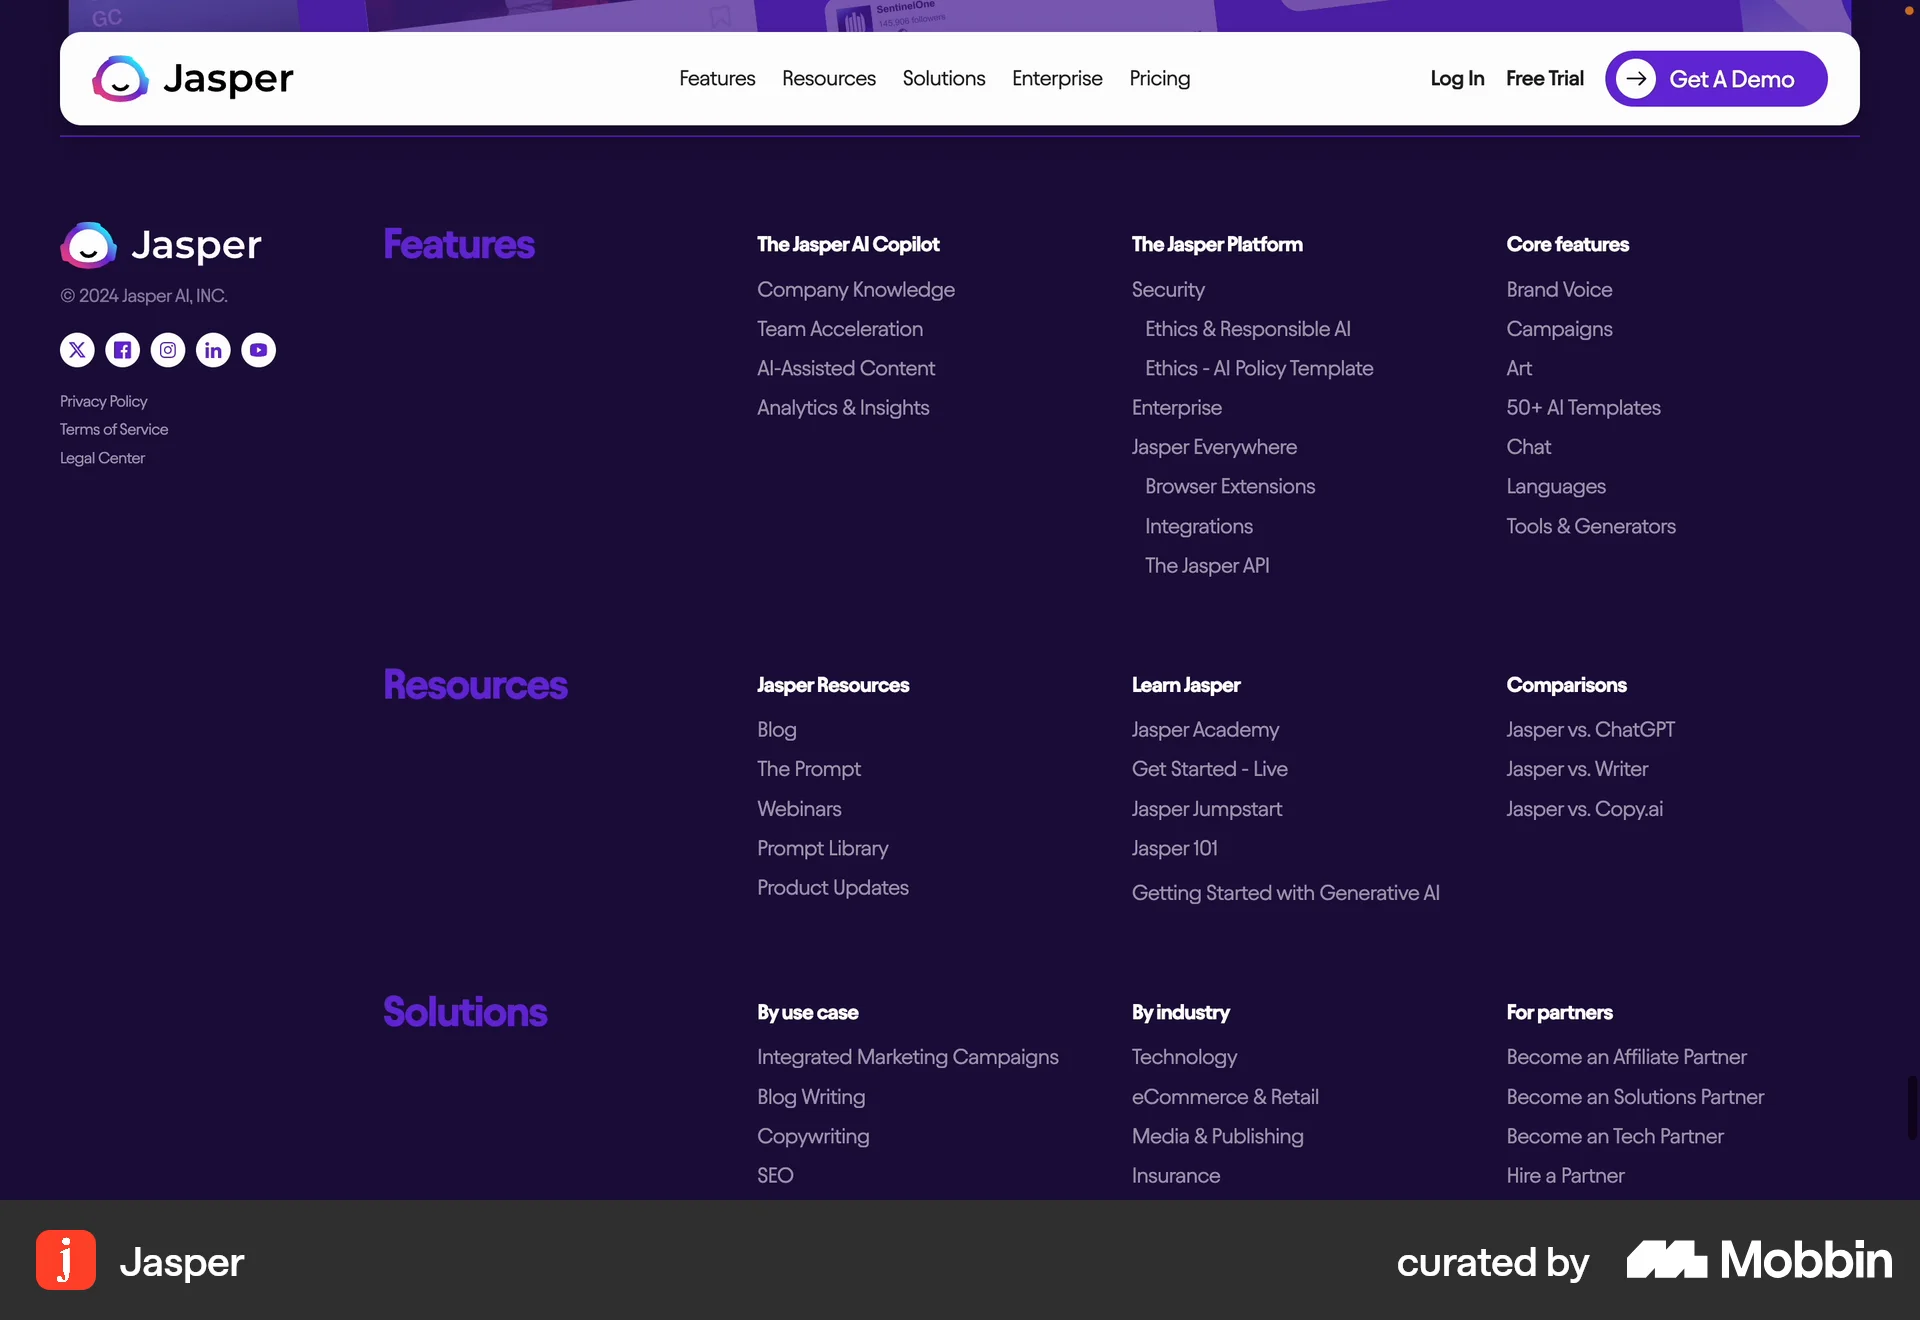 GC
SentinelOne
145,906 followers
Jasper
Features
Resources
Solutions
Enterprise
Pricing
Log In
Free Trial
Get A Demo
Jasper
© 2024 Jasper AI, INC.
Privacy Policy
Terms of Service
Legal Center
Features
The Jasper AI Copilot
Company Knowledge
Team Acceleration
AI-Assisted Content
Analytics & Insights
The Jasper Platform
Security
Ethics & Responsible AI
Ethics - AI Policy Template
Enterprise
Jasper Everywhere
Browser Extensions
Integrations
The Jasper API
Core features
Brand Voice
Campaigns
Art
50+ AI Templates
Chat
Languages
Tools & Generators
Resources
Jasper Resources
Blog
The Prompt
Webinars
Prompt Library
Product Updates
Learn Jasper
Jasper Academy
Get Started - Live
Jasper Jumpstart
Jasper 101
Getting Started with Generative AI
Comparisons
Jasper vs. ChatGPT
Jasper vs. Writer
Jasper vs. Copy.ai
Solutions
By use case
Integrated Marketing Campaigns
Blog Writing
Copywriting
SEO
By industry
Technology
eCommerce & Retail
Media & Publishing
Insurance
For partners
Become an Affiliate Partner
Become an Solutions Partner
Become an Tech Partner
Hire a Partner
j
Jasper
curated by
Mobbin